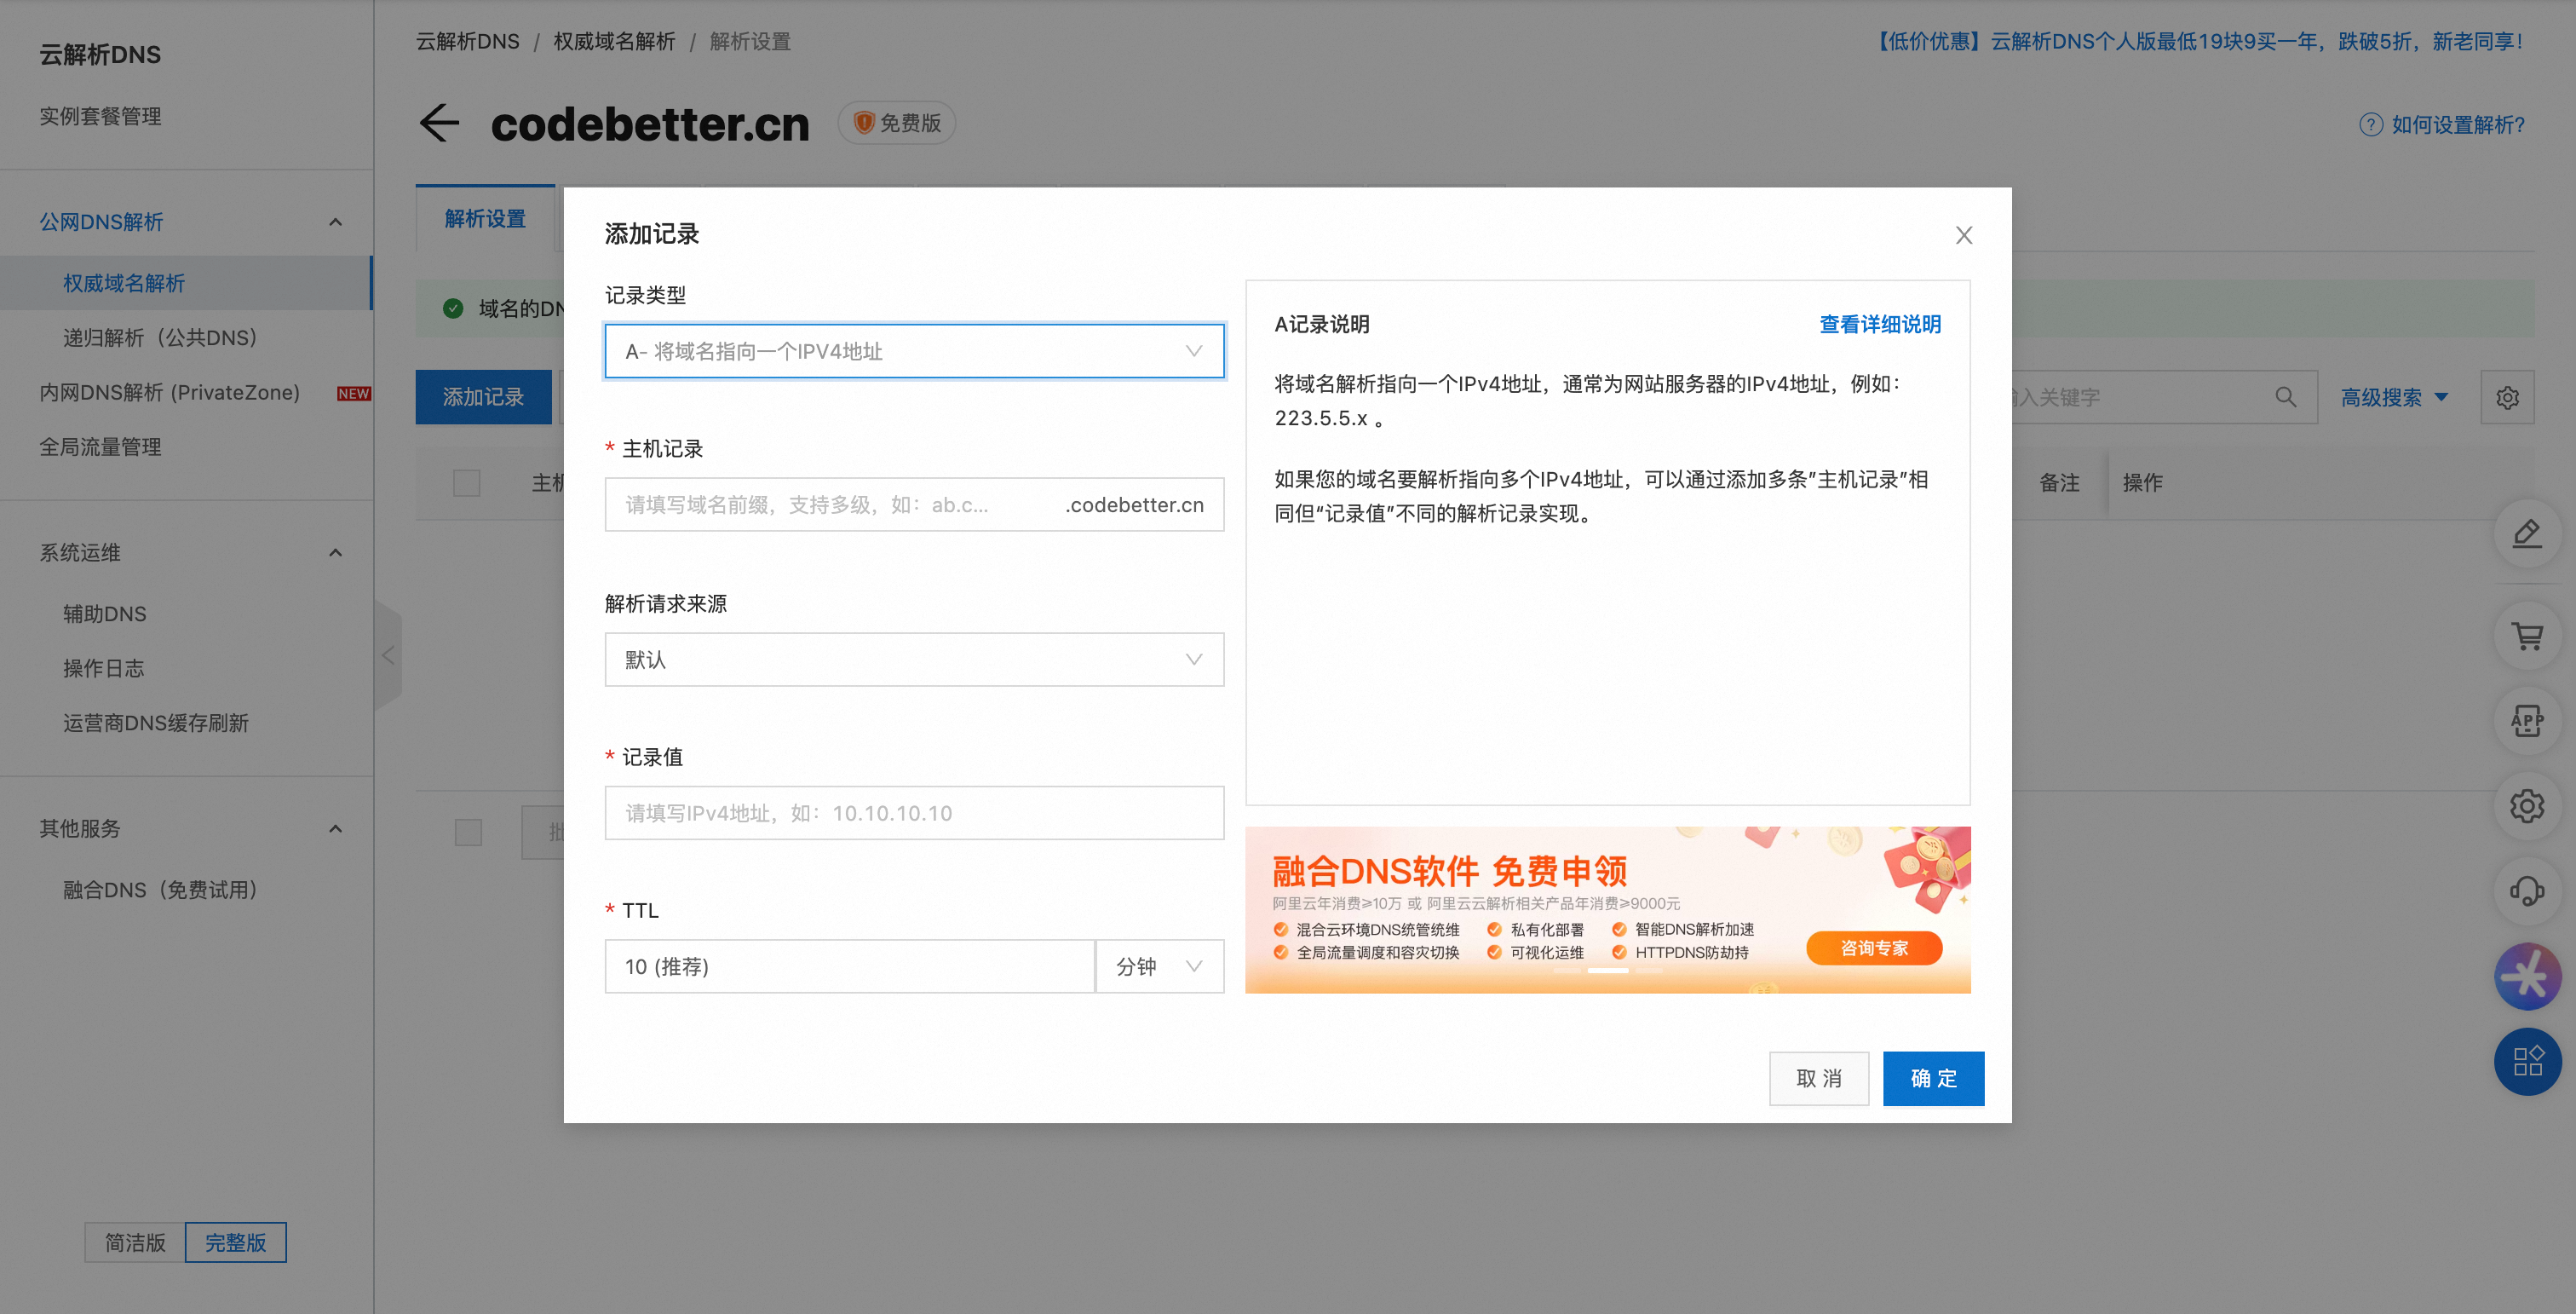 云解析DNS
实例套餐管理
公网DNS解析
权威域名解析
递归解析（公共DNS）
内网DNS解析 (PrivateZone) NEW
全局流量管理
系统运维
辅助DNS
操作日志
运营商DNS缓存刷新
其他服务
融合DNS（免费试用）
简洁版
完整版
云解析DNS / 权威域名解析 / 解析设置
【低价优惠】云解析DNS个人版最低19块9买一年，跌破5折，新老同享！
codebetter.cn
免费版
如何设置解析?
解析设置
域名的DN
添加记录
入关键字
高级搜索
主机
备注
操作
批
添加记录
记录类型
A- 将域名指向一个IPV4地址
* 主机记录
请填写域名前缀，支持多级，如：ab.c... .codebetter.cn
解析请求来源
默认
* 记录值
请填写IPv4地址，如：10.10.10.10
* TTL
10 (推荐) 分钟
A记录说明 查看详细说明
将域名解析指向一个IPv4地址，通常为网站服务器的IPv4地址，例如：
223.5.5.x 。
如果您的域名要解析指向多个IPv4地址，可以通过添加多条”主机记录”相
同但“记录值”不同的解析记录实现。
融合DNS软件 免费申领
阿里云年消费≥10万 或 阿里云云解析相关产品年消费≥9000元
混合云环境DNS统管统维 私有化部署 智能DNS解析加速
全局流量调度和容灾切换 可视化运维 HTTPDNS防劫持
咨询专家
取 消
确 定
APP